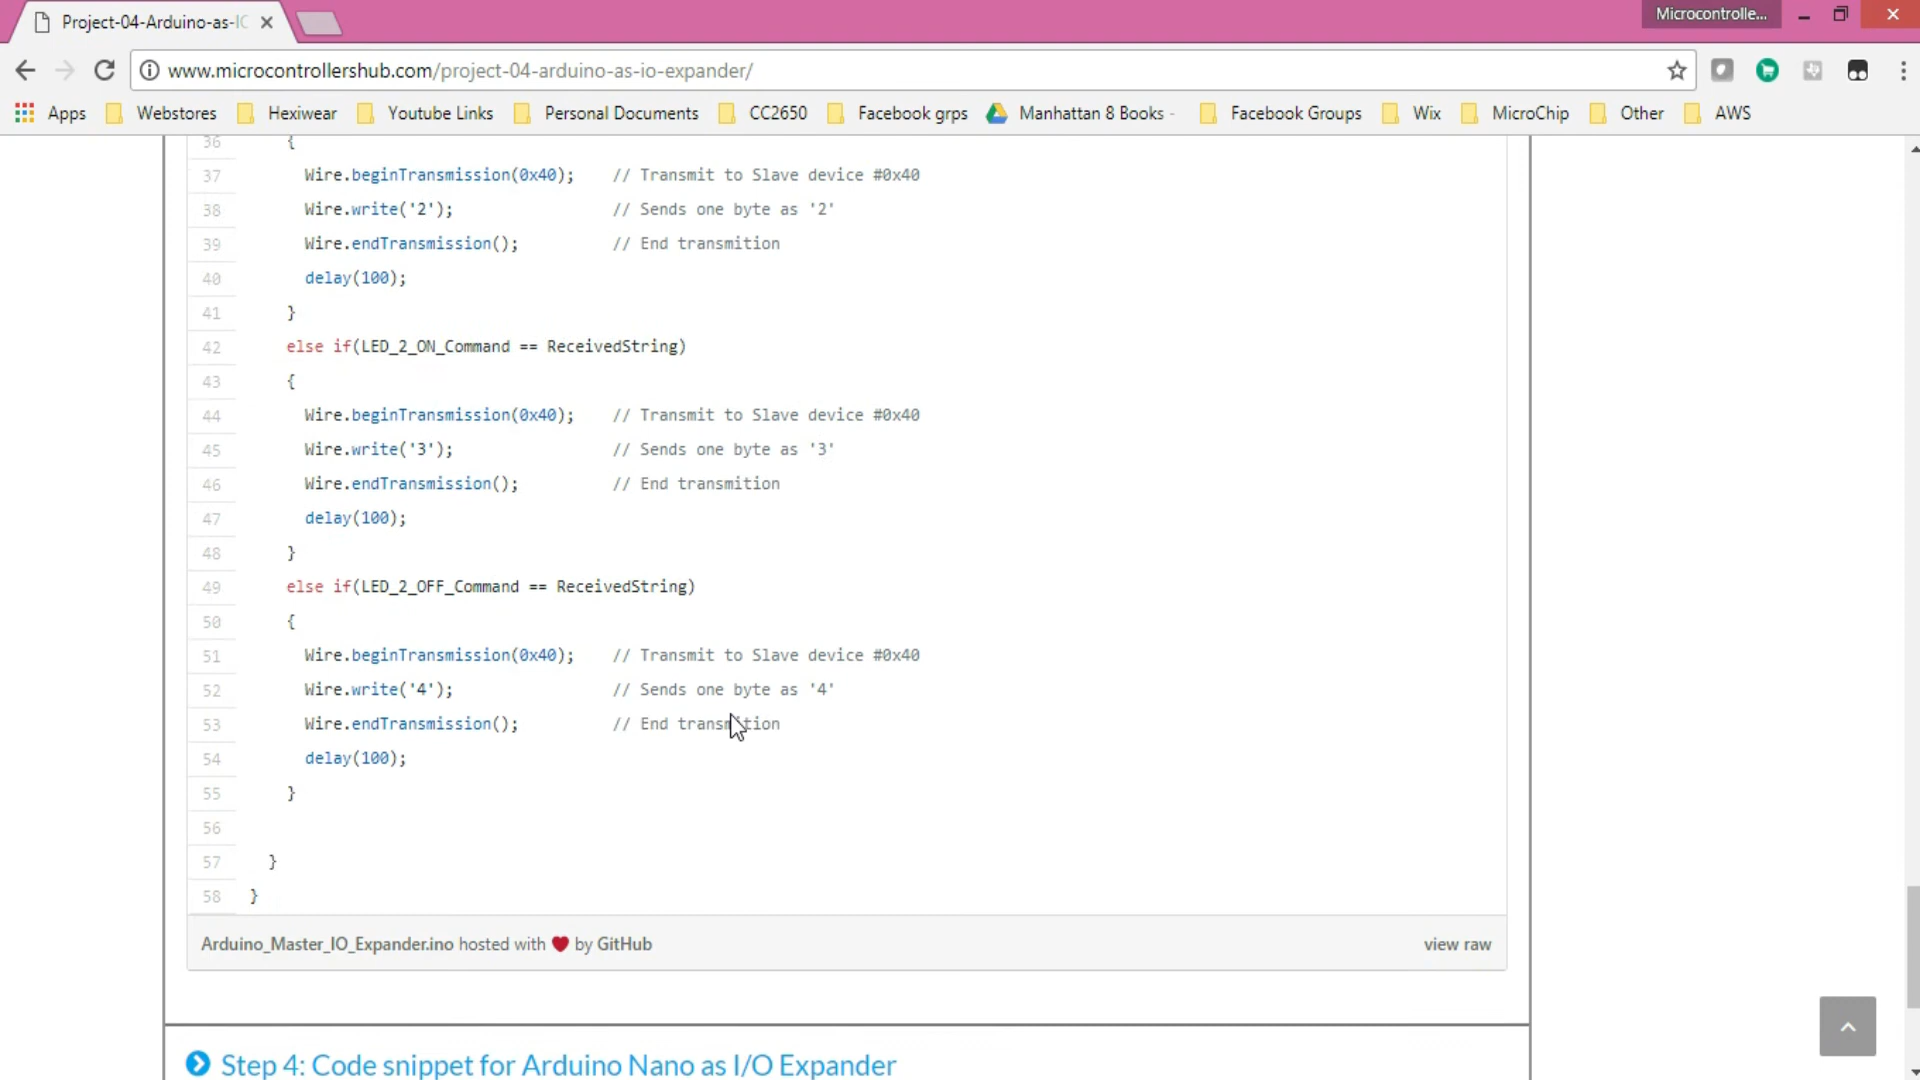 Project-04-Arduino-as-IO
Microcontrolle...
www.microcontrollershub.com/project-04-arduino-as-io-expander/
Apps Webstores Hexiwear Youtube Links Personal Documents CC2650 Facebook grps Manhattan 8 Books - Facebook Groups Wix MicroChip Other AWS
36 {
37 Wire.beginTransmission(0x40); // Transmit to Slave device #0x40
38 Wire.write('2'); // Sends one byte as '2'
39 Wire.endTransmission(); // End transmition
40 delay(100);
41 }
42 else if(LED_2_ON_Command == ReceivedString)
43 {
44 Wire.beginTransmission(0x40); // Transmit to Slave device #0x40
45 Wire.write('3'); // Sends one byte as '3'
46 Wire.endTransmission(); // End transmition
47 delay(100);
48 }
49 else if(LED_2_OFF_Command == ReceivedString)
50 {
51 Wire.beginTransmission(0x40); // Transmit to Slave device #0x40
52 Wire.write('4'); // Sends one byte as '4'
53 Wire.endTransmission(); // End transmition
54 delay(100);
55 }
56
57 }
58 }
Arduino_Master_IO_Expander.ino hosted with ❤ by GitHub view raw
Step 4: Code snippet for Arduino Nano as I/O Expander